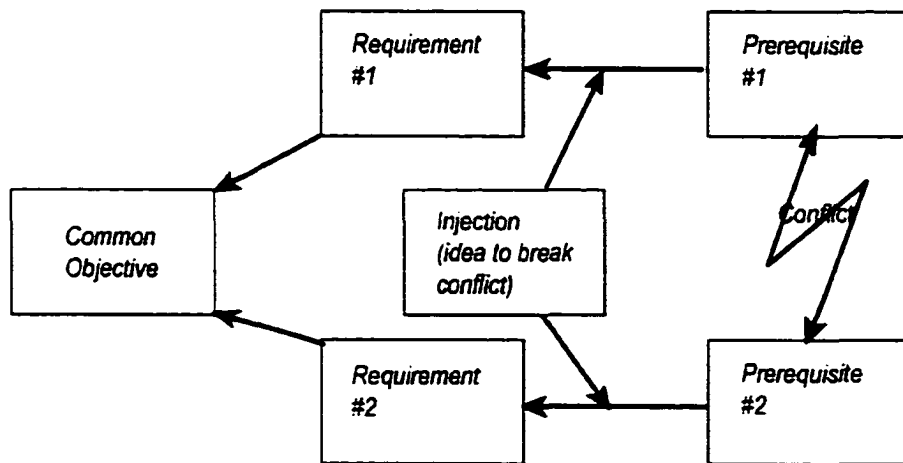 Requirement
#1
Prerequisite
#1
Common
Objective
Injection
(idea to break
conflict)
Conflict
Requirement
#2
Prerequisite
#2